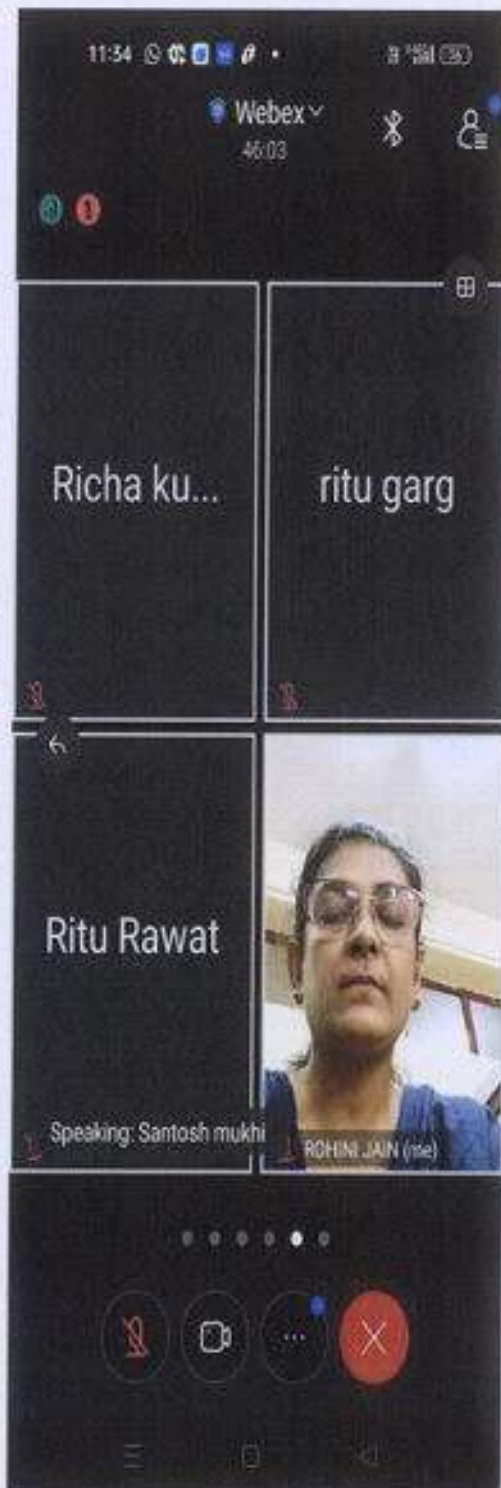 11:34
Webex
46:03
Richa ku...
ritu garg
Ritu Rawat
Speaking: Santosh mukhi
ROHINI JAIN (me)